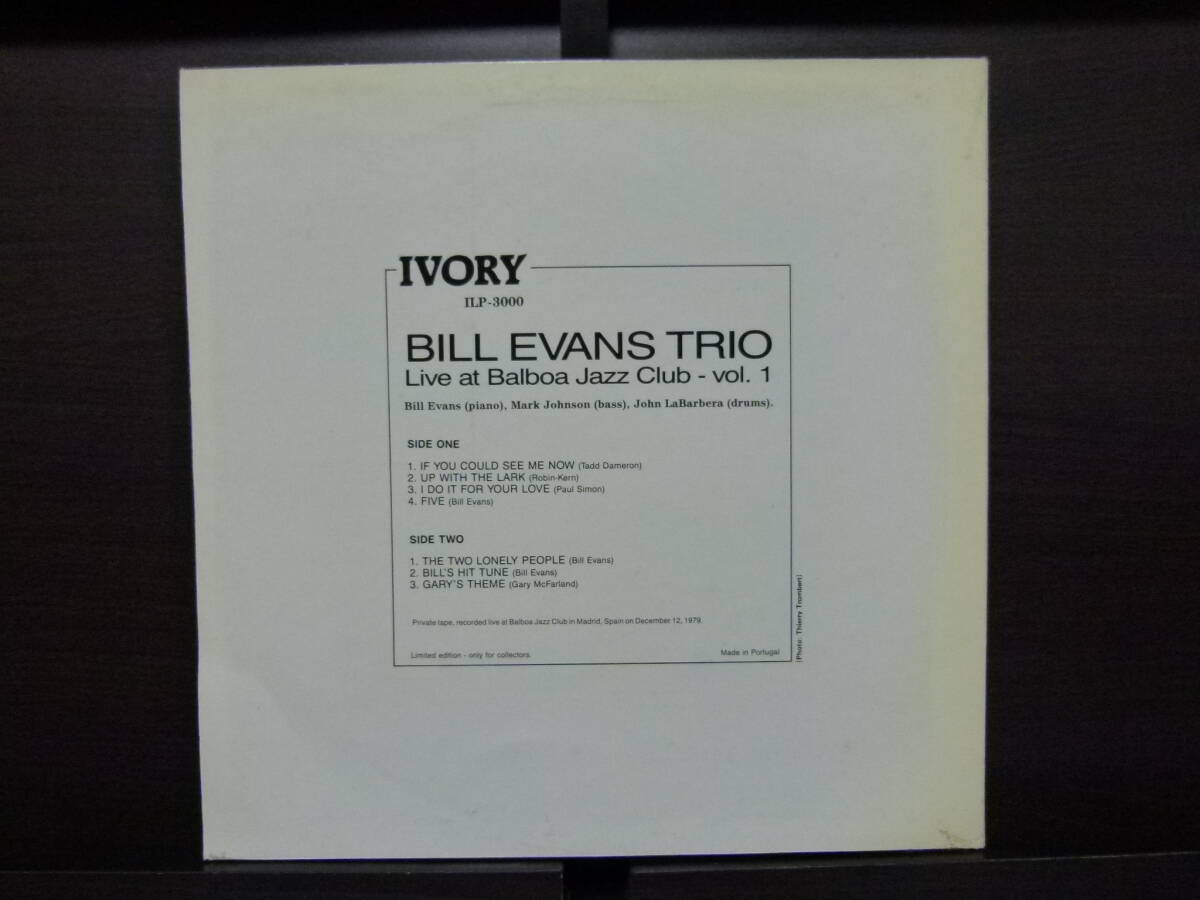 IVORY
ILP-3000
BILL EVANS TRIO
Live at Balboa Jazz Club - vol. 1
Bill Evans (piano), Mark Johnson (bass), John LaBarbera (drums).
SIDE ONE
1. IF YOU COULD SEE ME NOW (Tadd Dameron)
2. UP WITH THE LARK (Robin-Kern)
3. I DO IT FOR YOUR LOVE (Paul Simon)
4. FIVE (Bill Evans)
SIDE TWO
1. THE TWO LONELY PEOPLE (Bill Evans)
2. BILL'S HIT TUNE (Bill Evans)
3. GARY'S THEME (Gary McFarland)
Private tape, recorded live at Balboa Jazz Club in Madrid, Spain on December 12, 1979.
Limited edition - only for collectors.
Made in Portugal
(Photo: Thierry Trombert)